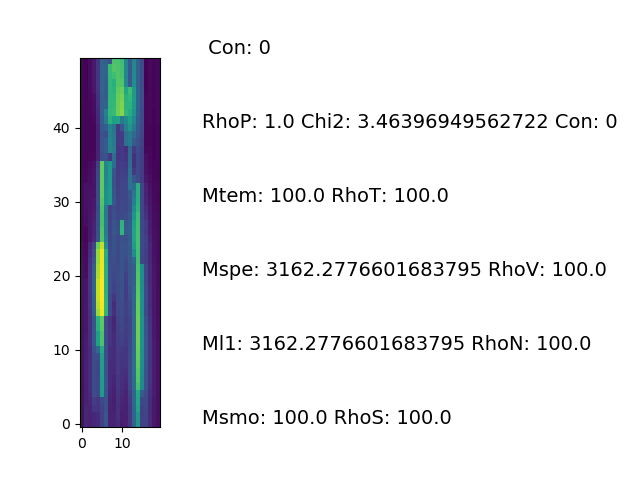 Con: 0
RhoP: 1.0 Chi2: 3.46396949562722 Con: 0
Mtem: 100.0 RhoT: 100.0
Mspe: 3162.2776601683795 RhoV: 100.0
Ml1: 3162.2776601683795 RhoN: 100.0
Msmo: 100.0 RhoS: 100.0
40
30
20
10
0
0 10